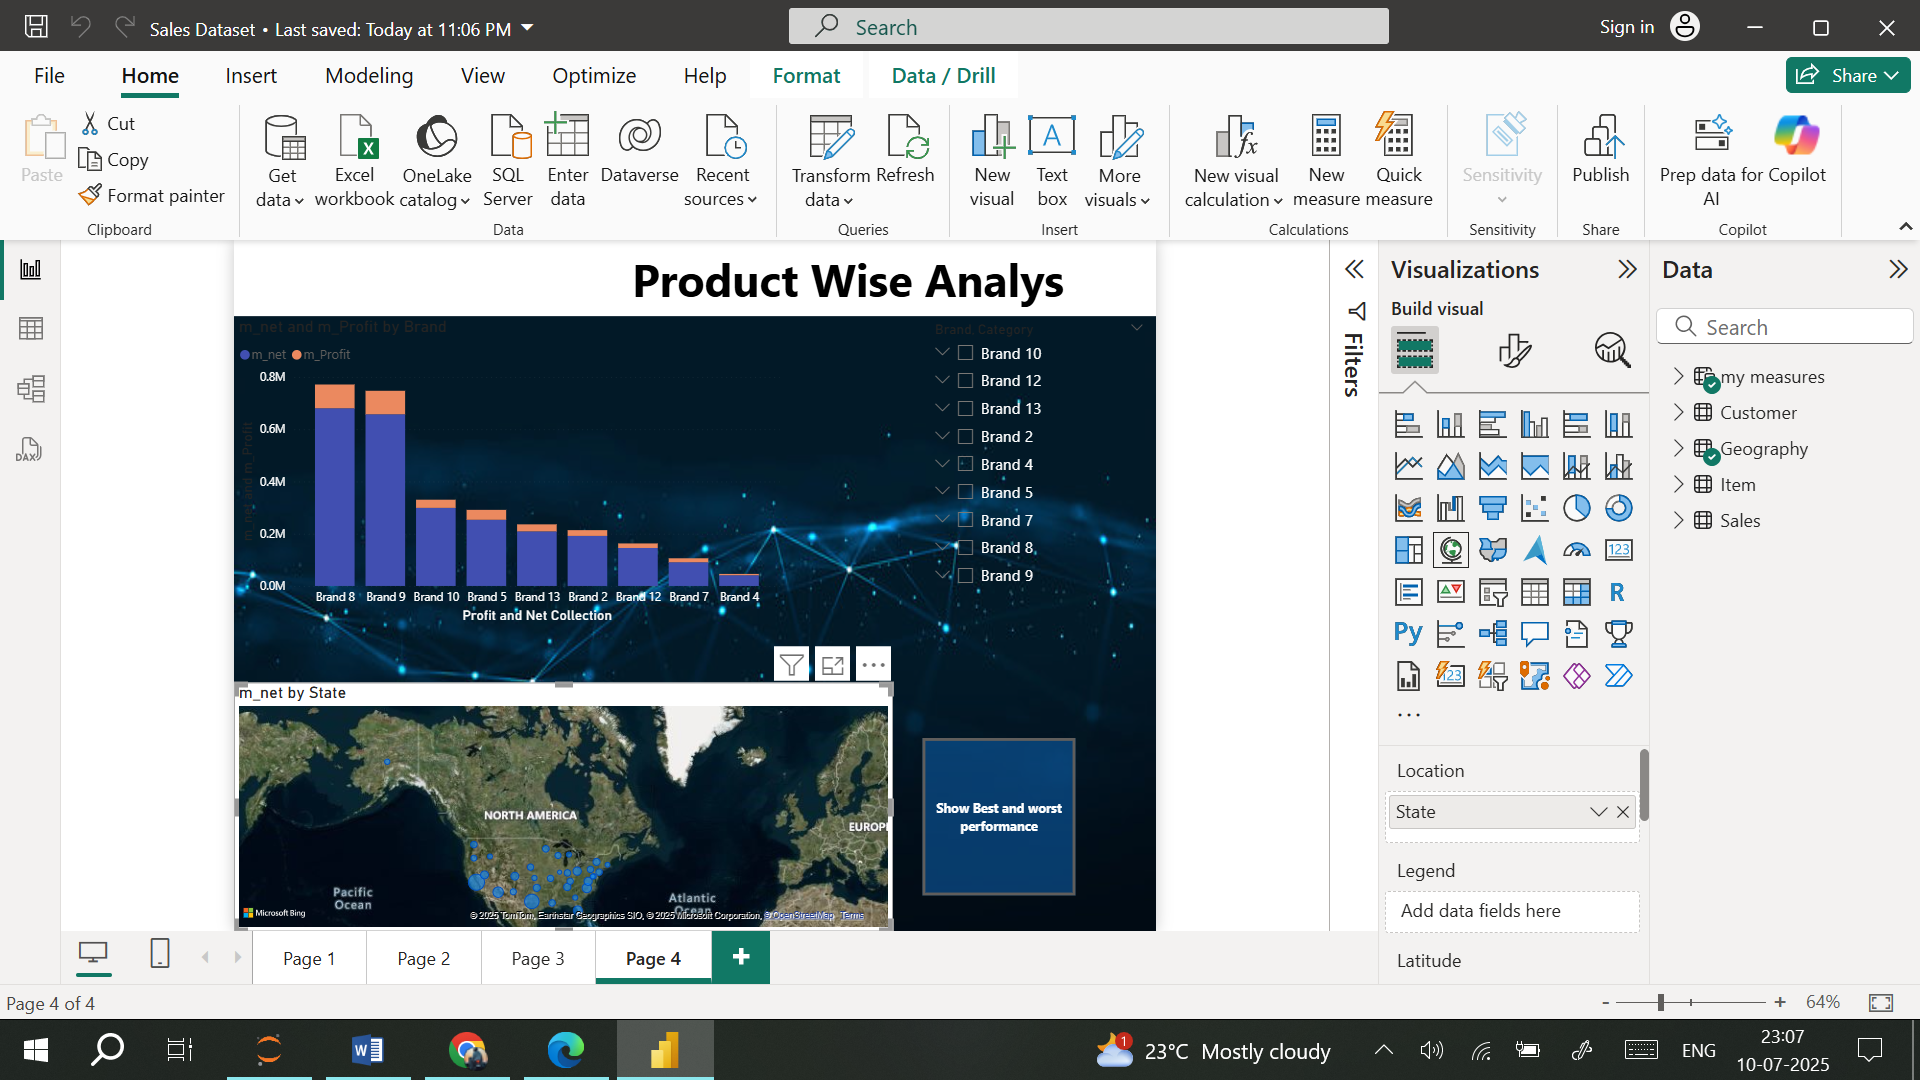 Sales Dataset • Last saved: Today at 11:06 PM
Search
Sign in
File Home Insert Modeling View Optimize Help Format Data / Drill
Share
Paste
Cut
Copy
Format painter
Clipboard
Get data
Excel workbook
OneLake catalog
SQL Server
Enter data
Dataverse
Recent sources
Data
Transform data
Refresh
Queries
New visual
Text box
More visuals
Insert
New visual calculation
New measure
Quick measure
Calculations
Sensitivity
Sensitivity
Publish
Share
Prep data for AI
Copilot
Copilot
Product Wise Analys
m_net and m_Profit by Brand
m_net m_Profit
m_net and m_Profit
0.8M
0.6M
0.4M
0.2M
0.0M
Brand 8 Brand 9 Brand 10 Brand 5 Brand 13 Brand 2 Brand 12 Brand 7 Brand 4
Profit and Net Collection
Brand, Category
Brand 10
Brand 12
Brand 13
Brand 2
Brand 4
Brand 5
Brand 7
Brand 8
Brand 9
m_net by State
NORTH AMERICA
EUROPE
Pacific
Ocean
Atlantic
Ocean
Microsoft Bing
© 2025 TomTom, Earthstar Geographics SIO, © 2025 Microsoft Corporation, © OpenStreetMap Terms
Show Best and worst
performance
Filters
Visualizations
Build visual
123
R
Py
123
Location
State
Legend
Add data fields here
Latitude
Data
Search
my measures
Customer
Geography
Item
Sales
DAX
Page 1 Page 2 Page 3 Page 4
Page 4 of 4
- + 64%
W
1
23°C Mostly cloudy
ENG
23:07
10-07-2025